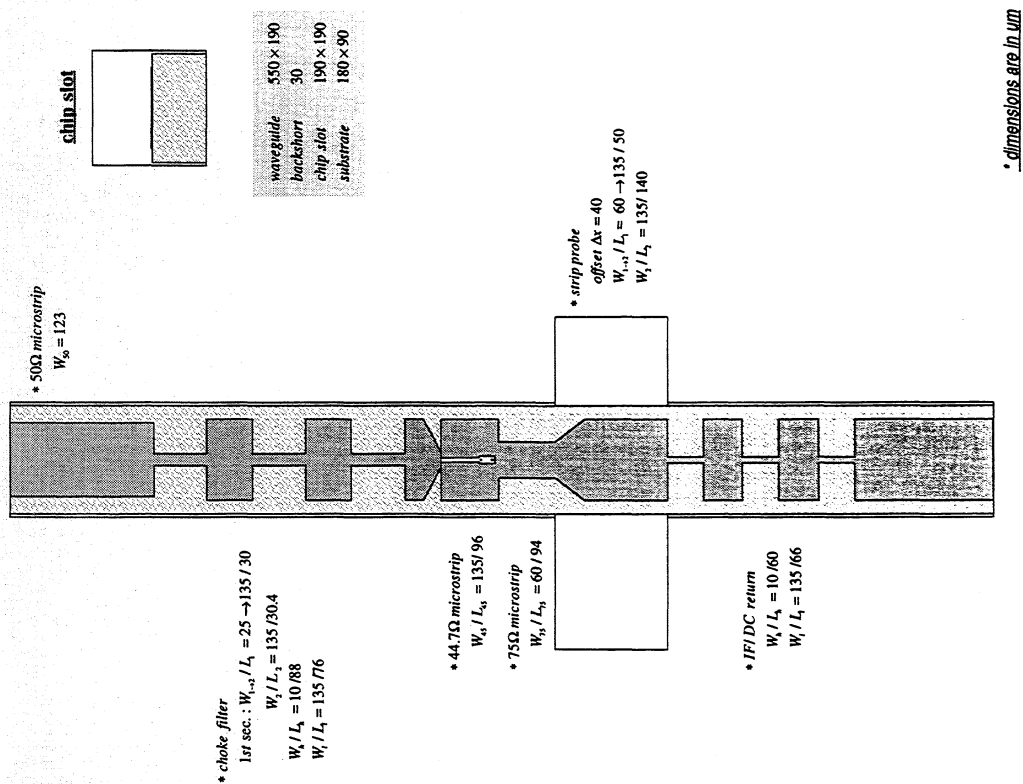 * 50Ω microstrip
W₅₀ = 123
chip slot
* choke filter
1st sec. : W₁→₂ / L₁ = 25 →135 / 30
W₂ / L₂ = 135 /30.4
Wₕ / Lₕ = 10 /88
Wₗ / Lₗ = 135 /76
waveguide 550 × 190
backshort 30
chip slot 190 × 190
substrate 180 × 90
* 44.7Ω microstrip
W₄₅ / L₄₅ = 135/ 96
* 75Ω microstrip
W₇₅ / L₇₅ = 60 / 94
* strip probe
offset Δx = 40
W₁→₂ / L₁ = 60 →135 / 50
W₂ / L₂ = 135/ 140
* IF/ DC return
Wₕ / Lₕ = 10 /60
Wₗ / Lₗ = 135 /66
* dimensions are in um